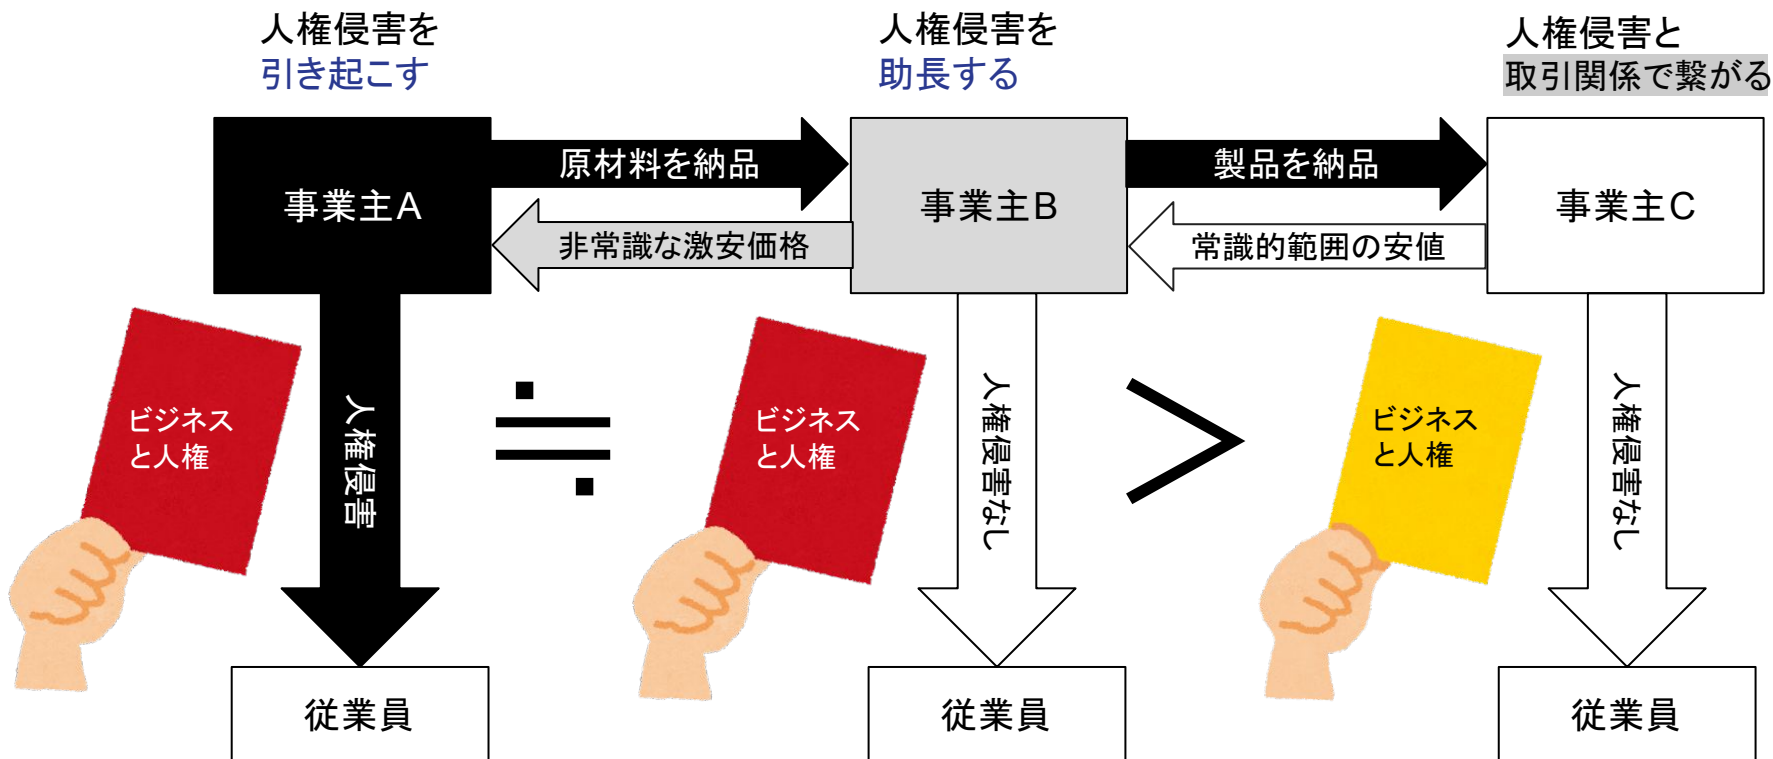 人権侵害を
引き起こす
人権侵害を
助長する
人権侵害と
取引関係で繋がる
事業主A
原材料を納品
非常識な激安価格
事業主B
製品を納品
常識的範囲の安値
事業主C
ビジネス
と人権
人権侵害
≒
ビジネス
と人権
人権侵害なし
>
ビジネス
と人権
人権侵害なし
従業員
従業員
従業員